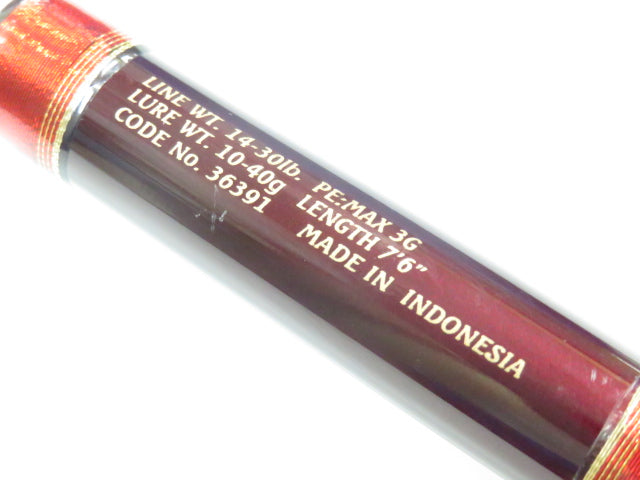 LINE WT. 14-30lb. PE:MAX 3G
LURE WT. 10-40g LENGTH 7'6"
CODE No. 36391 MADE IN INDONESIA